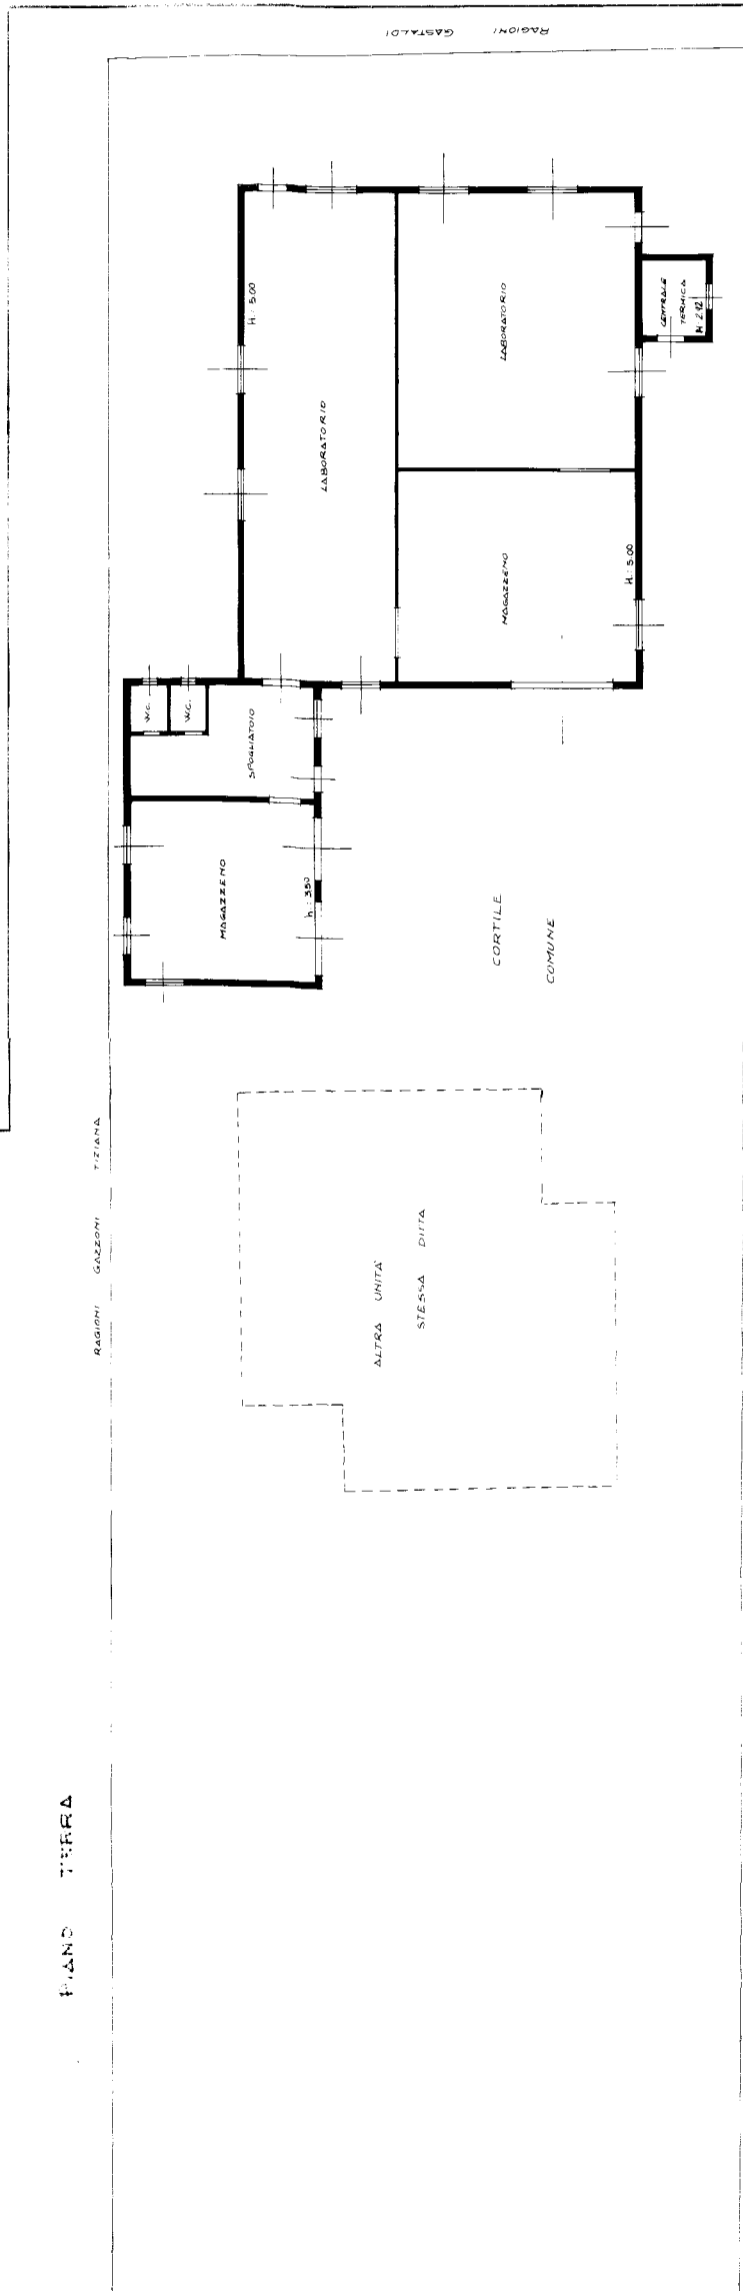 RAGIONI GASTALDI
H. 5.00
LABORATORIO
LABORATORIO
CENTRALE
TERMICA
H. 2.42
MAGAZZENO
H. 5.00
W.C.
W.C.
SPOGLIATOIO
MAGAZZENO
h. 3.50
CORTILE
COMUNE
RAGIONI GAZZONI TIZIANA
ALTRA UNITÀ
STESSA DITTA
PIANO TERRA